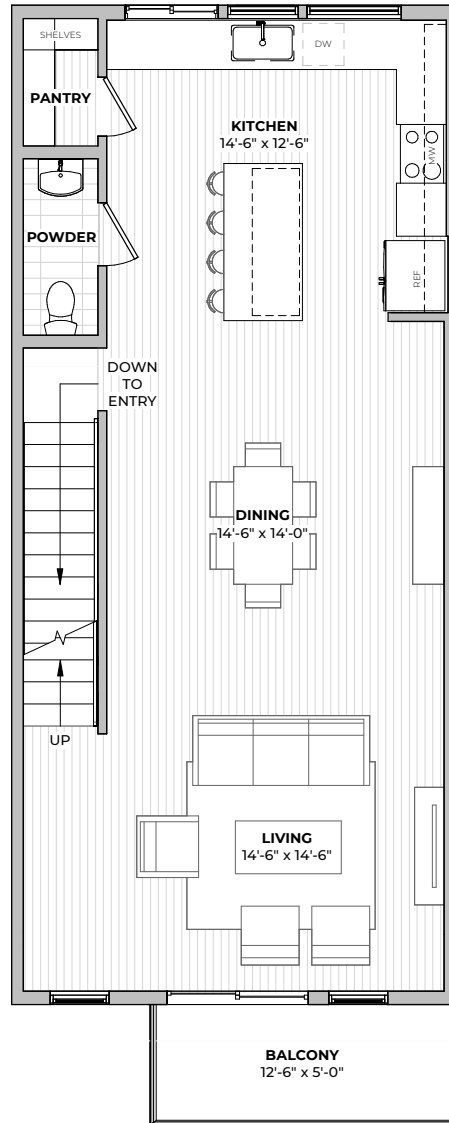 SHELVES
DW
PANTRY
KITCHEN
14'-6" x 12'-6"
MW
POWDER
REF
DOWN
TO
ENTRY
DINING
14'-6" x 14'-0"
UP
LIVING
14'-6" x 14'-6"
BALCONY
12'-6" x 5'-0"